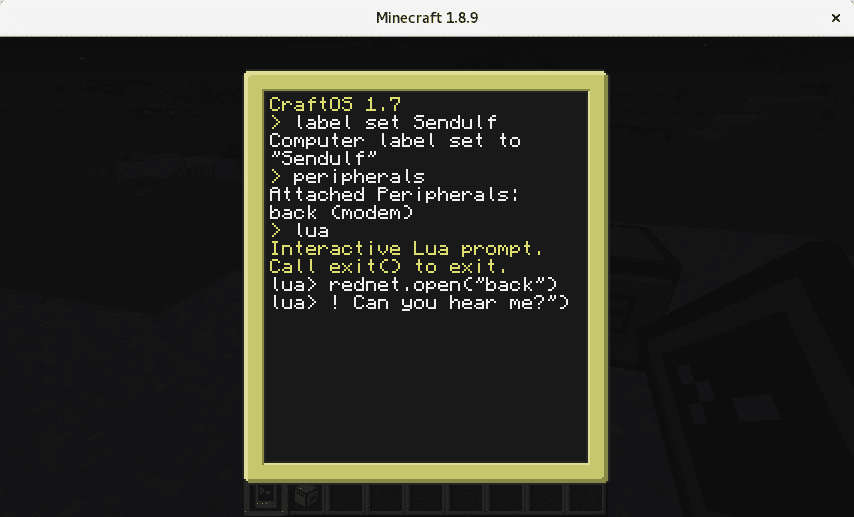 Minecraft 1.8.9
CraftOS 1.7
> label set Sendulf
Computer label set to
"Sendulf"
> peripherals
Attached Peripherals:
back (modem)
> lua
Interactive Lua prompt.
Call exit() to exit.
lua> rednet.open("back")
lua> ! Can you hear me?")